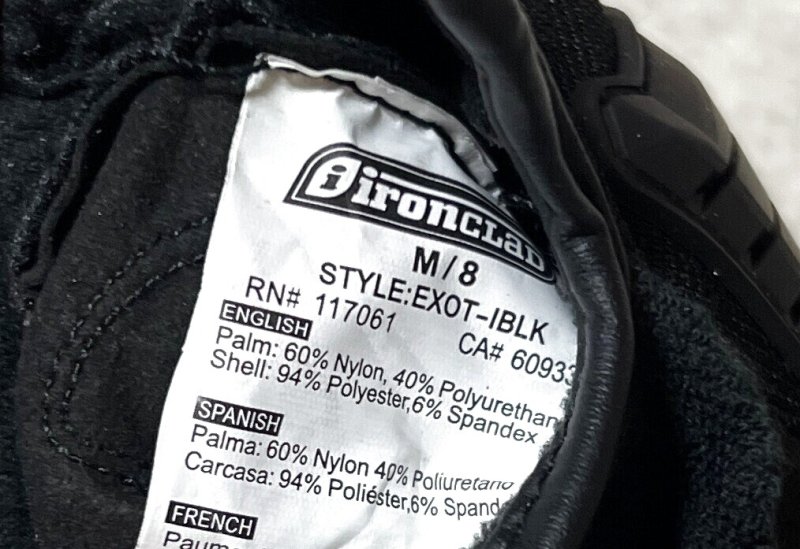 ironclad
M/8
STYLE:EXOT-IBLK
RN# 117061 CA# 60933
ENGLISH
Palm: 60% Nylon, 40% Polyurethan
Shell: 94% Polyester,6% Spandex
SPANISH
Palma: 60% Nylon 40% Poliuretano
Carcasa: 94% Poliéster,6% Spand
FRENCH